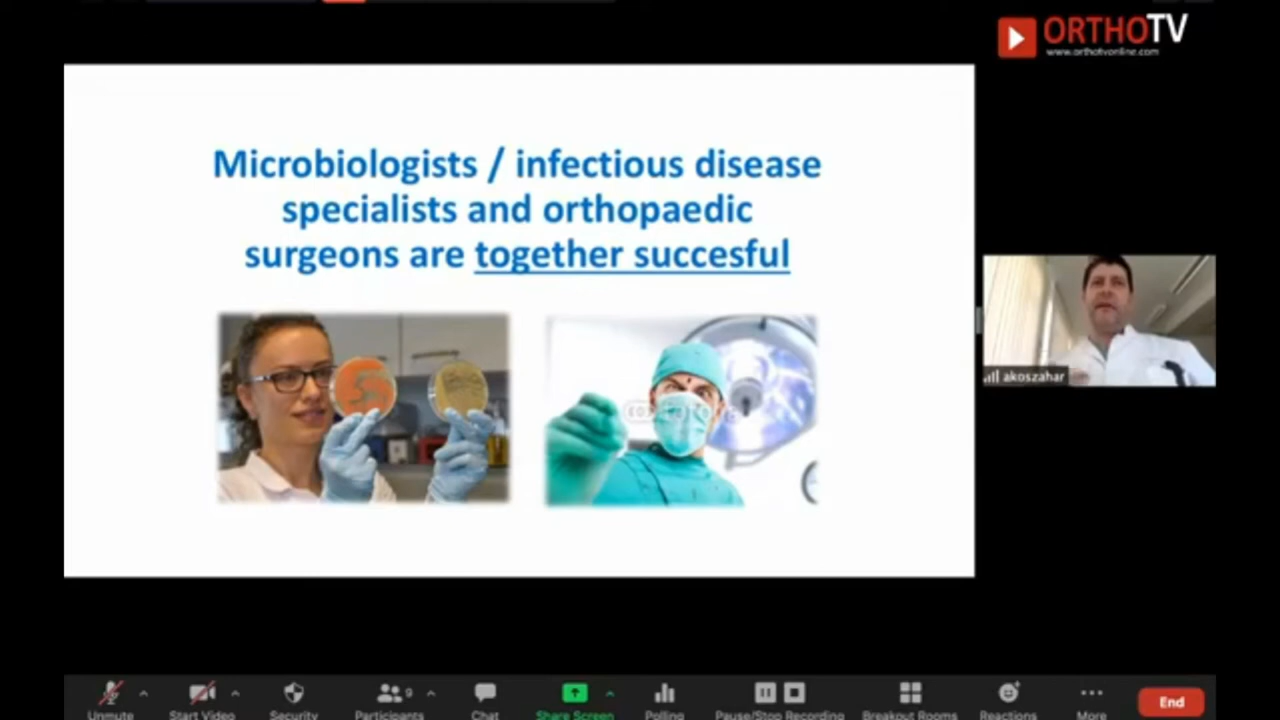 ORTHOTV
www.orthotvonline.com
Microbiologists / infectious disease
specialists and orthopaedic
surgeons are together succesful
akoszahar
9
Unmute
Start Video
Security
Participants
Chat
Share Screen
Polling
Pause/Stop Recording
Breakout Rooms
Reactions
More
End